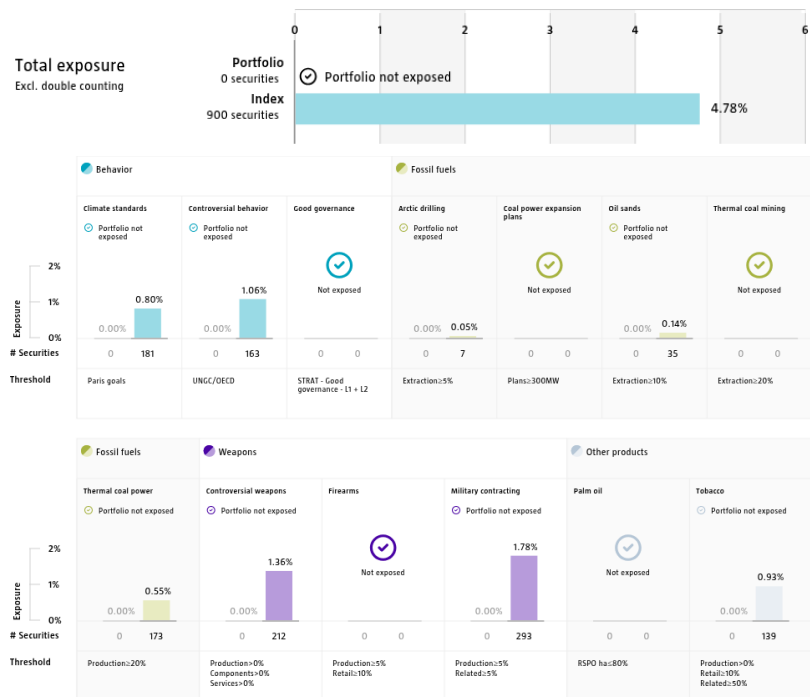 0 1 2 3 4 5 6
Total exposure
Excl. double counting
Portfolio
0 securities
Portfolio not exposed
Index
900 securities
4.78%
Behavior
Fossil fuels
Climate standards
Controversial behavior
Good governance
Arctic drilling
Coal power expansion
plans
Oil sands
Thermal coal mining
Portfolio not
exposed
Portfolio not
exposed
Not exposed
Portfolio not
exposed
Not exposed
Portfolio not
exposed
Not exposed
Exposure
2%
1%
0%
0.00% 0.80%
0.00% 1.06%
0.00% 0.05%
0.00% 0.14%
# Securities 0 181 0 163 0 0 0 7 0 0 0 35 0 0
Threshold
Paris goals
UNGC/OECD
STRAT - Good
governance - L1 + L2
Extraction≥5%
Plans≥300MW
Extraction≥10%
Extraction≥20%
Fossil fuels
Weapons
Other products
Thermal coal power
Controversial weapons
Firearms
Military contracting
Palm oil
Tobacco
Portfolio not exposed
Portfolio not exposed
Not exposed
Portfolio not exposed
Not exposed
Portfolio not exposed
Exposure
2%
1%
0%
0.00% 0.55%
0.00% 1.36%
0.00% 1.78%
0.00% 0.93%
# Securities 0 173 0 212 0 0 0 293 0 0 0 139
Threshold
Production≥20%
Production>0%
Components>0%
Services>0%
Production≥5%
Retail≥10%
Production≥5%
Related≥5%
RSPO ha≤80%
Production>0%
Retail≥10%
Related≥50%